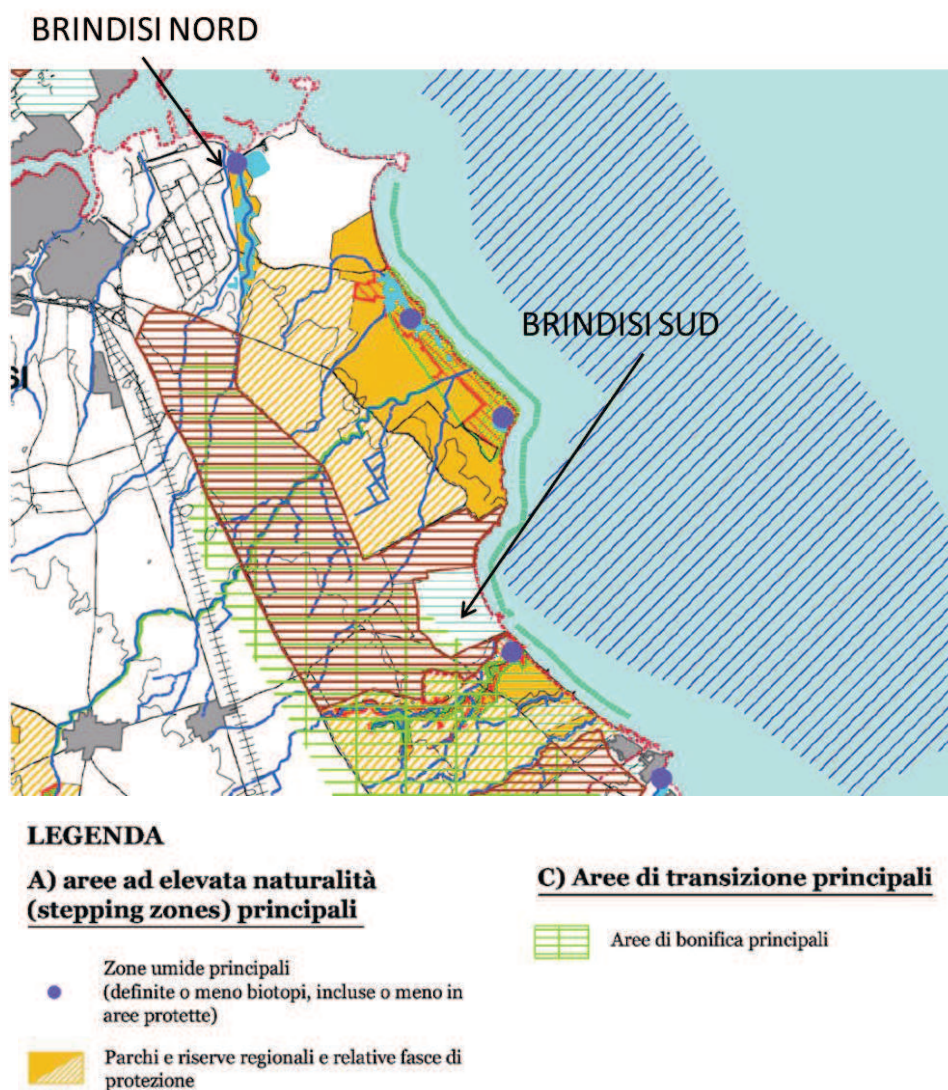 BRINDISI NORD
BRINDISI SUD
SI
LEGENDA
A) aree ad elevata naturalità
(stepping zones) principali
Zone umide principali
(definite o meno biotopi, incluse o meno in
aree protette)
Parchi e riserve regionali e relative fasce di
protezione
C) Aree di transizione principali
Aree di bonifica principali